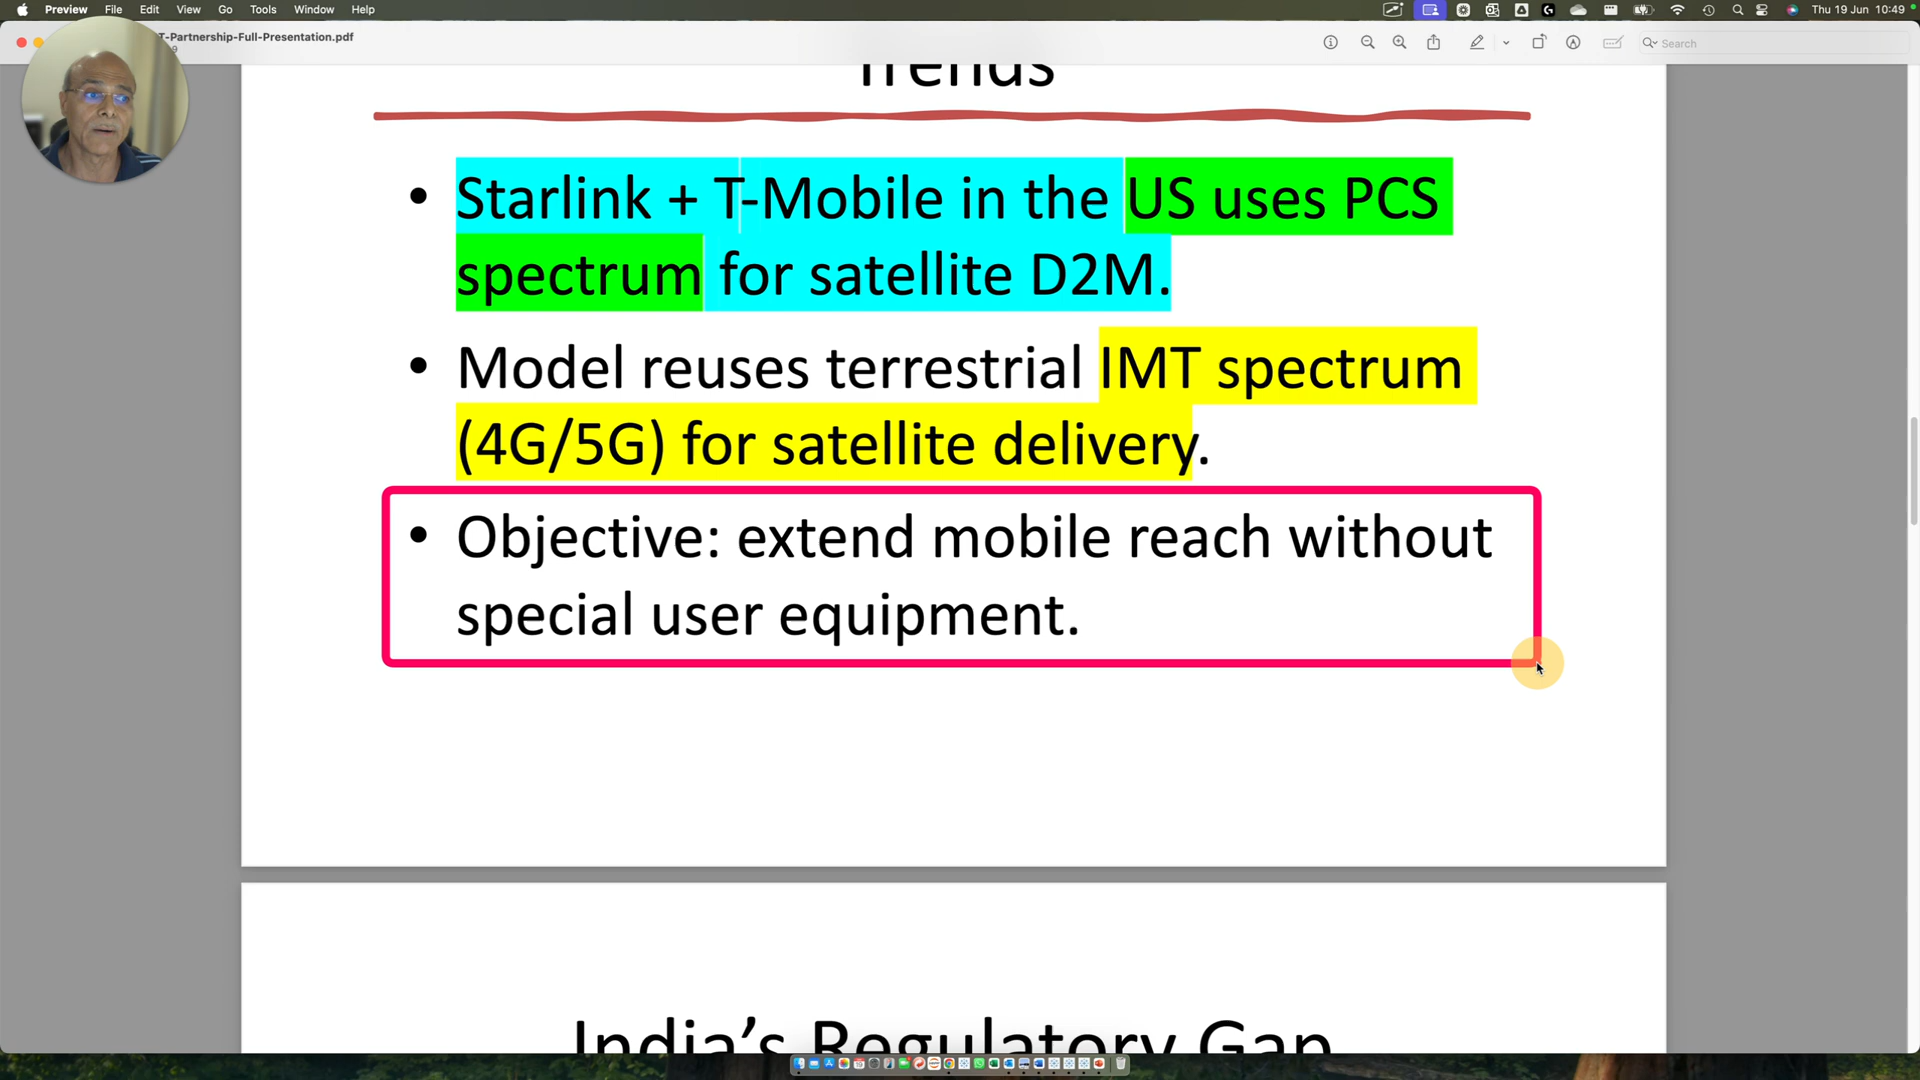 Preview File Edit View Go Tools Window Help
Thu 19 Jun 10:49
T-Partnership-Full-Presentation.pdf
Search
Trends
• Starlink + T-Mobile in the US uses PCS
spectrum for satellite D2M.
• Model reuses terrestrial IMT spectrum
(4G/5G) for satellite delivery.
• Objective: extend mobile reach without
special user equipment.
India’s Regulatory Gap